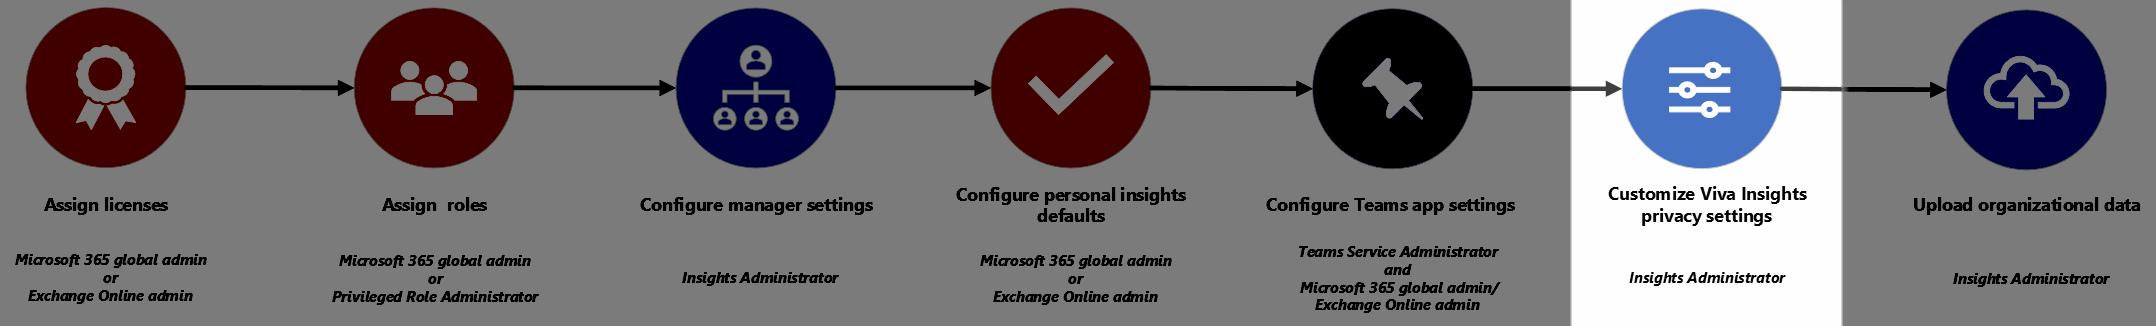 Assign licenses
Microsoft 365 global admin
or
Exchange Online admin
Assign roles
Microsoft 365 global admin
or
Privileged Role Administrator
Configure manager settings
Insights Administrator
Configure personal insights
defaults
Microsoft 365 global admin
or
Exchange Online admin
Configure Teams app settings
Teams Service Administrator
and
Microsoft 365 global admin/
Exchange Online admin
Customize Viva Insights
privacy settings
Insights Administrator
Upload organizational data
Insights Administrator